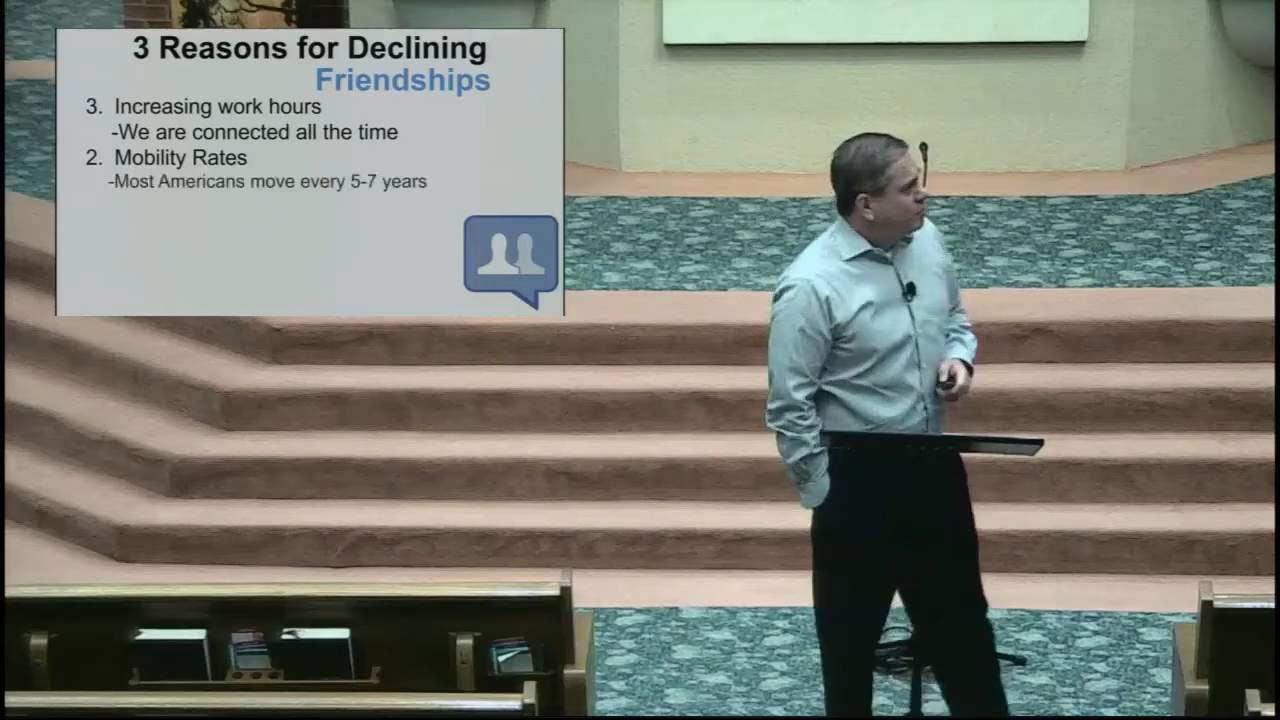 3 Reasons for Declining
Friendships
3. Increasing work hours
-We are connected all the time
2. Mobility Rates
-Most Americans move every 5-7 years